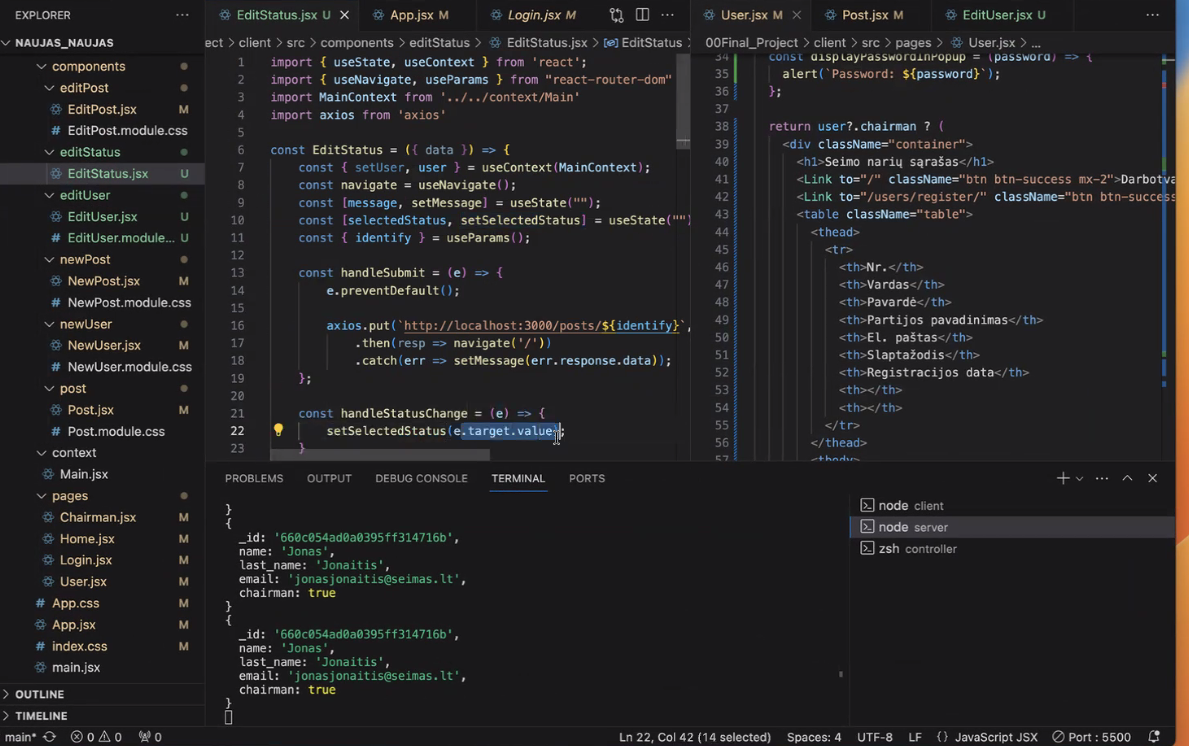 EXPLORER
NAUJAS_NAUJAS
components
editPost
EditPost.jsx M
EditPost.module.css
editStatus
EditStatus.jsx U
editUser
EditUser.jsx U
EditUser.module... U
newPost
NewPost.jsx M
NewPost.module.css
newUser
NewUser.jsx M
NewUser.module.css
post
Post.jsx M
Post.module.css
context
Main.jsx
pages
Chairman.jsx M
Home.jsx M
Login.jsx M
User.jsx M
App.css M
App.jsx M
index.css M
main.jsx
OUTLINE
TIMELINE
EditStatus.jsx U App.jsx M Login.jsx M
ect > client > src > components > editStatus > EditStatus.jsx > EditStatus
1 import { useState, useContext } from 'react';
2 import { useNavigate, useParams } from "react-router-dom"
3 import MainContext from '../../context/Main'
4 import axios from 'axios'
5
6 const EditStatus = ({ data }) => {
7 const { setUser, user } = useContext(MainContext);
8 const navigate = useNavigate();
9 const [message, setMessage] = useState("");
10 const [selectedStatus, setSelectedStatus] = useState("")
11 const { identify } = useParams();
12
13 const handleSubmit = (e) => {
14 e.preventDefault();
15
16 axios.put(`http://localhost:3000/posts/${identify}`,
17 .then(resp => navigate('/'))
18 .catch(err => setMessage(err.response.data));
19 };
20
21 const handleStatusChange = (e) => {
22 setSelectedStatus(e.target.value);
23 }
User.jsx M Post.jsx M EditUser.jsx U
00Final_Project > client > src > pages > User.jsx > ...
34 const displayPasswordInPopup = (password) => {
35 alert(`Password: ${password}`);
36 };
37
38 return user?.chairman ? (
39 <div className="container">
40 <h1>Seimo narių sąrašas</h1>
41 <Link to="/" className="btn btn-success mx-2">Darbotva
42 <Link to="/users/register/" className="btn btn-success
43 <table className="table">
44 <thead>
45 <tr>
46 <th>Nr.</th>
47 <th>Vardas</th>
48 <th>Pavardė</th>
49 <th>Partijos pavadinimas</th>
50 <th>El. paštas</th>
51 <th>Slaptažodis</th>
52 <th>Registracijos data</th>
53 <th></th>
54 <th></th>
55 </tr>
56 </thead>
57 <tbody>
PROBLEMS OUTPUT DEBUG CONSOLE TERMINAL PORTS
}
{
_id: '660c054ad0a0395ff314716b',
name: 'Jonas',
last_name: 'Jonaitis',
email: 'jonasjonaitis@seimas.lt',
chairman: true
}
{
_id: '660c054ad0a0395ff314716b',
name: 'Jonas',
last_name: 'Jonaitis',
email: 'jonasjonaitis@seimas.lt',
chairman: true
}
node client
node server
zsh controller
main* 0 0 0 Ln 22, Col 42 (14 selected) Spaces: 4 UTF-8 LF {} JavaScript JSX Port : 5500